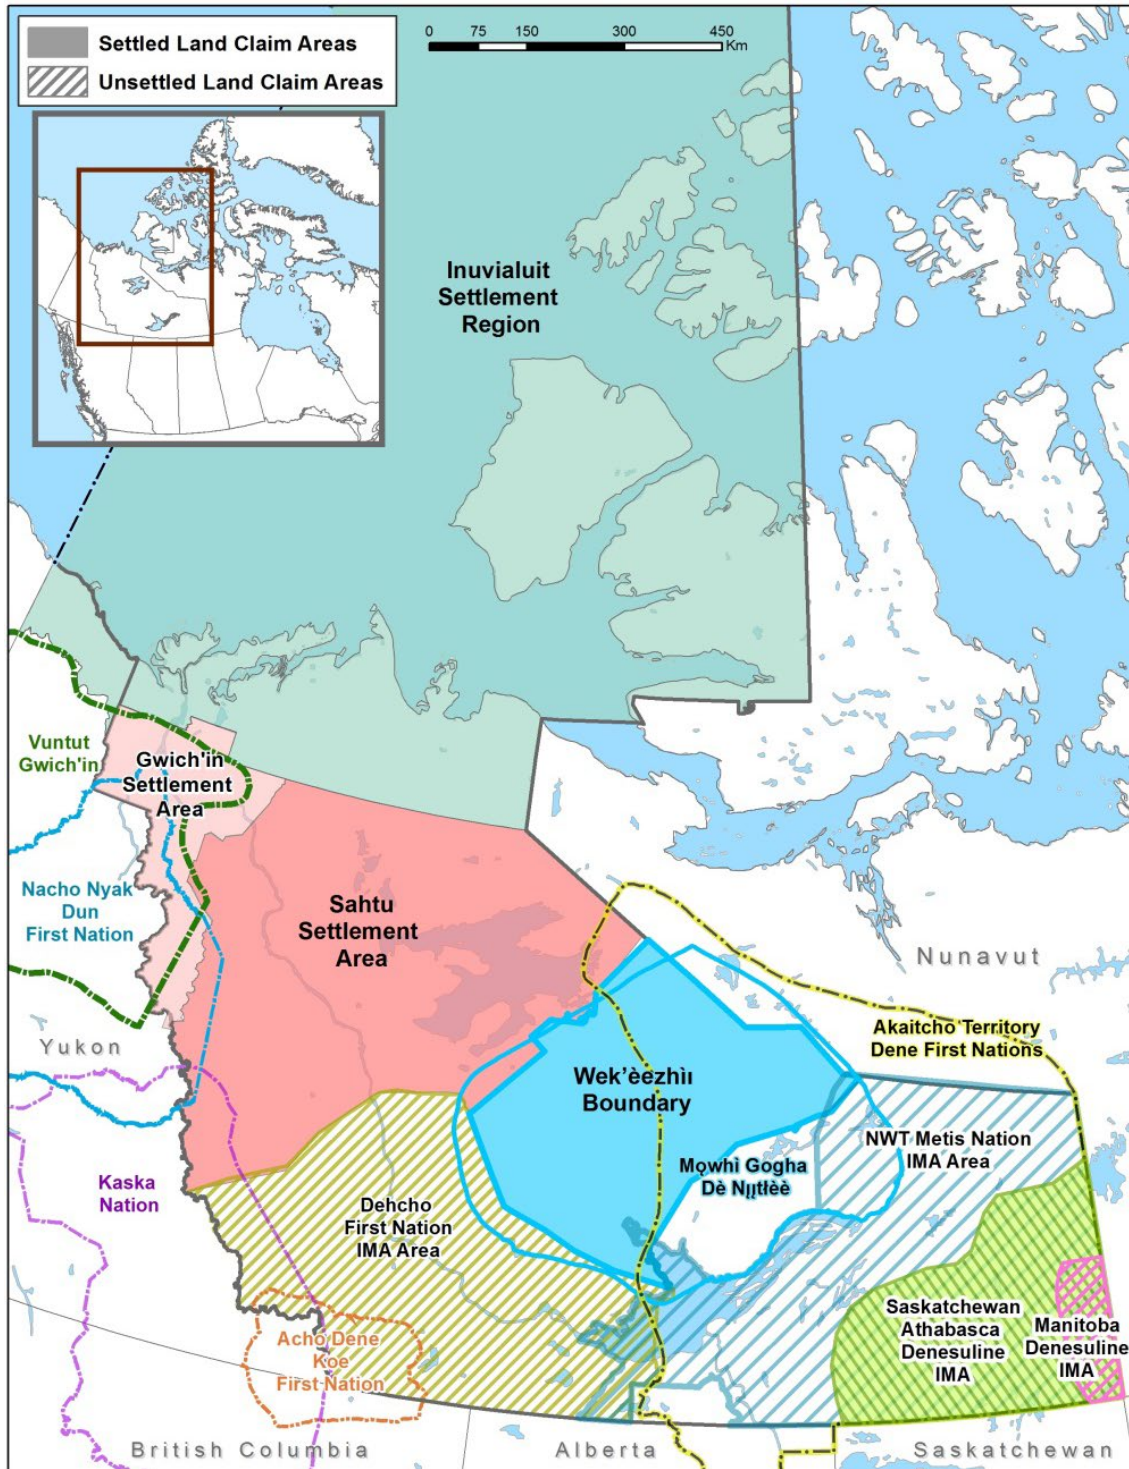 Settled Land Claim Areas
Unsettled Land Claim Areas
0 75 150 300 450
Km
Inuvialuit
Settlement
Region
Vuntut
Gwich'in
Gwich'in
Settlement
Area
Nacho Nyak
Dun
First Nation
Sahtu
Settlement
Area
Nunavut
Yukon
Akaitcho Territory
Dene First Nations
Wek'èezhìı
Boundary
NWT Metis Nation
IMA Area
Mǫwhì Gogha
Dè Nı̨ı̨tłèè
Kaska
Nation
Dehcho
First Nation
IMA Area
Saskatchewan
Athabasca
Denesuline
IMA
Manitoba
Denesuline
IMA
Acho Dene
Koe
First Nation
British Columbia
Alberta
Saskatchewan